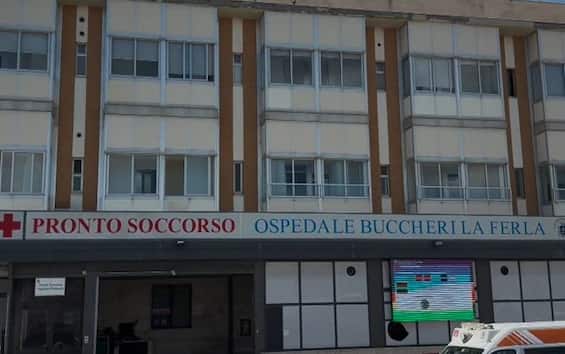 PRONTO SOCCORSO OSPEDALE BUCCHERI LA FERLA